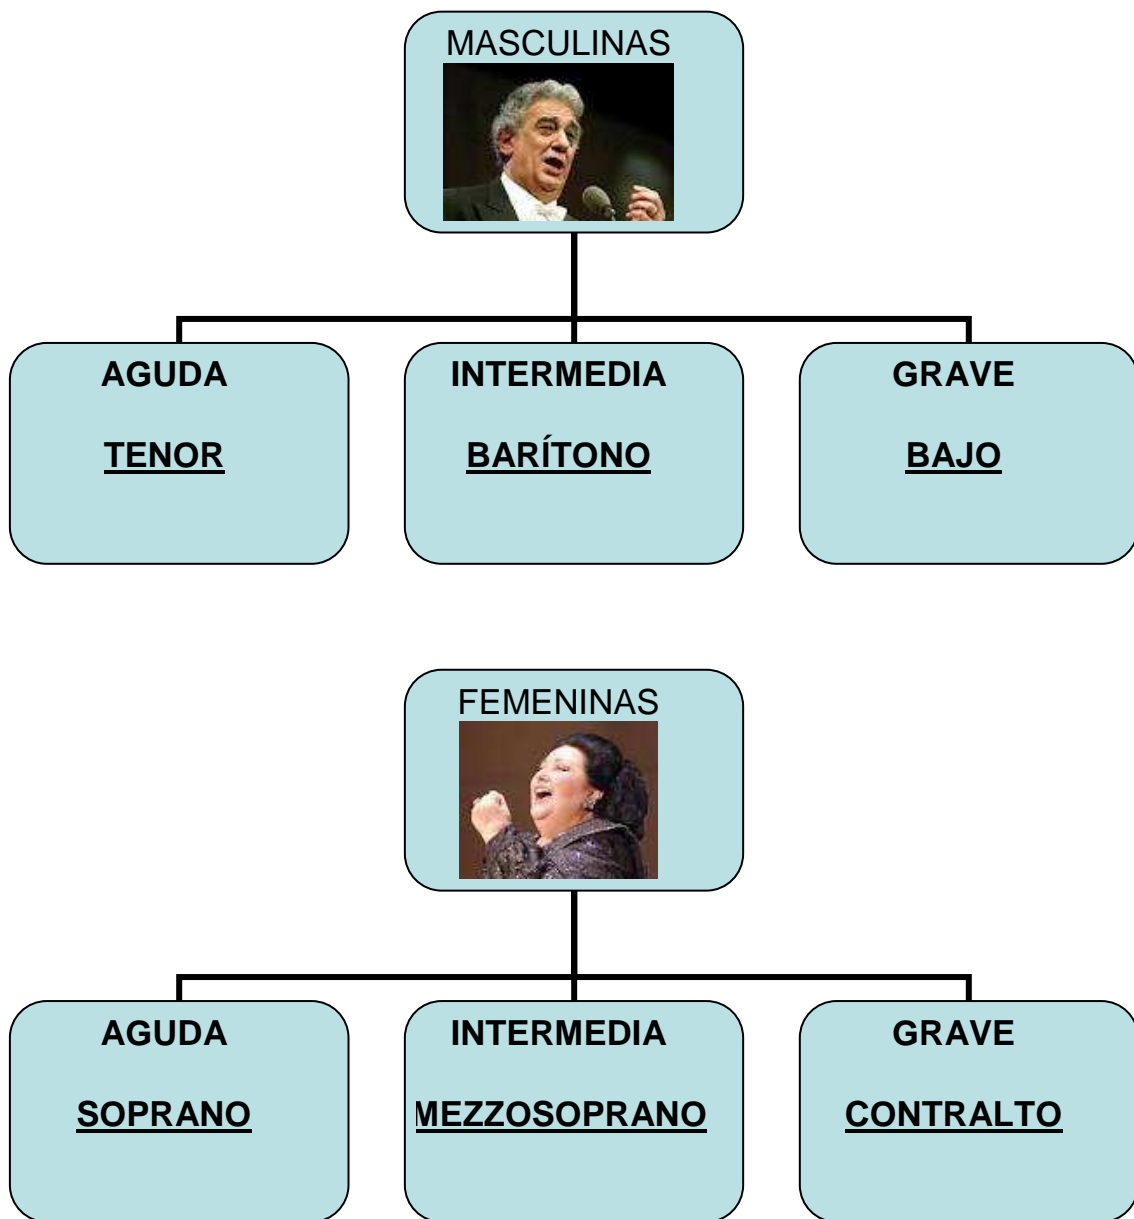 MASCULINAS
AGUDA
TENOR
INTERMEDIA
BARÍTONO
GRAVE
BAJO
FEMENINAS
AGUDA
SOPRANO
INTERMEDIA
MEZZOSOPRANO
GRAVE
CONTRALTO